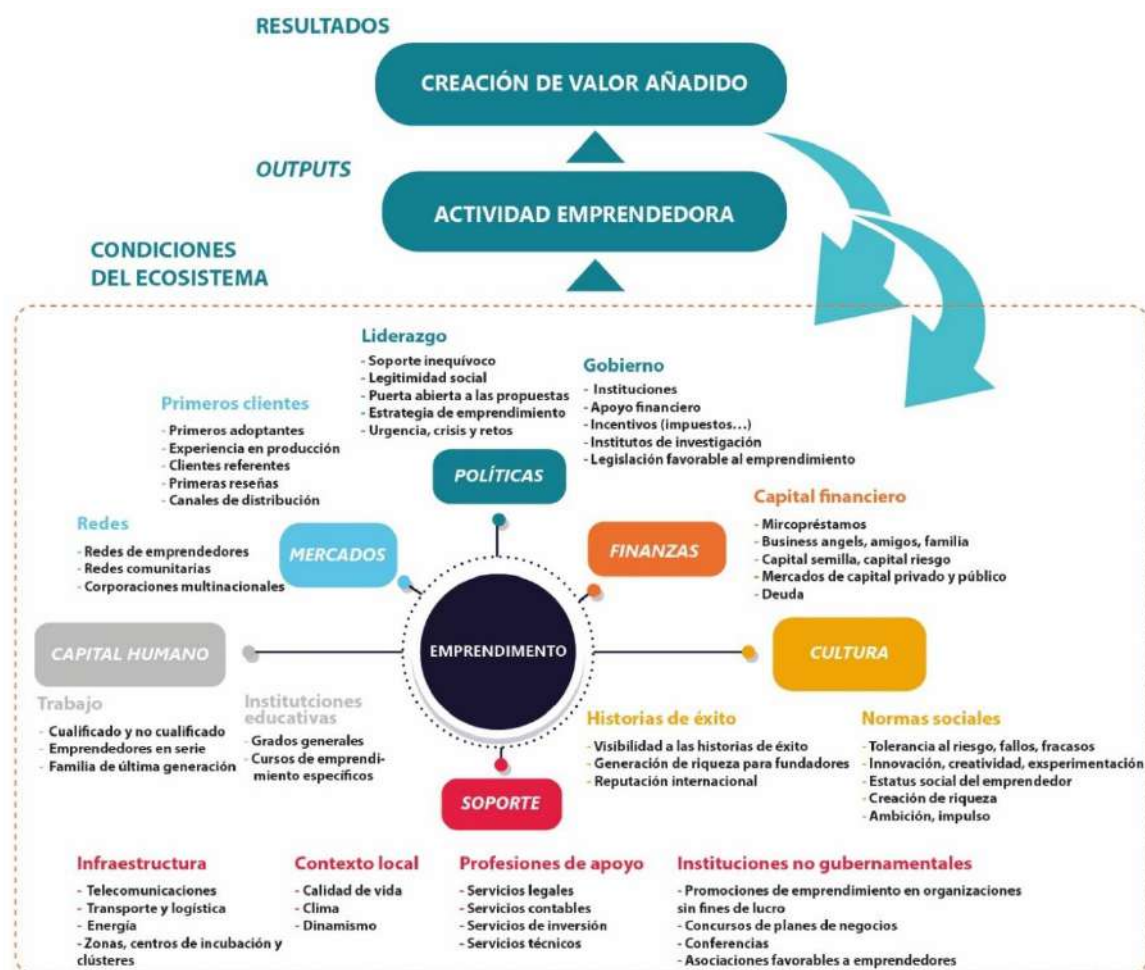 RESULTADOS
CREACIÓN DE VALOR AÑADIDO
OUTPUTS
ACTIVIDAD EMPRENDEDORA
CONDICIONES
DEL ECOSISTEMA
Liderazgo
- Soporte inequívoco
- Legitimidad social
- Puerta abierta a las propuestas
- Estrategia de emprendimiento
- Urgencia, crisis y retos
Gobierno
- Instituciones
- Apoyo financiero
- Incentivos (impuestos...)
- Institutos de investigación
- Legislación favorable al emprendimiento
POLÍTICAS
Primeros clientes
- Primeros adoptantes
- Experiencia en producción
- Clientes referentes
- Primeras reseñas
- Canales de distribución
Redes
- Redes de emprendedores
- Redes comunitarias
- Corporaciones multinacionales
MERCADOS
FINANZAS
Capital financiero
- Mircopréstamos
- Business angels, amigos, familia
- Capital semilla, capital riesgo
- Mercados de capital privado y público
- Deuda
CAPITAL HUMANO
EMPRENDIMENTO
CULTURA
Trabajo
- Cualificado y no cualificado
- Emprendedores en serie
- Familia de última generación
Institutciones
educativas
- Grados generales
- Cursos de emprendi-
miento específicos
Historias de éxito
- Visibilidad a las historias de éxito
- Generación de riqueza para fundadores
- Reputación internacional
Normas sociales
- Tolerancia al riesgo, fallos, fracasos
- Innovación, creatividad, exsperimentación
- Estatus social del emprendedor
- Creación de riqueza
- Ambición, impulso
SOPORTE
Infraestructura
- Telecomunicaciones
- Transporte y logística
- Energía
- Zonas, centros de incubación y
clústeres
Contexto local
- Calidad de vida
- Clima
- Dinamismo
Profesiones de apoyo
- Servicios legales
- Servicios contables
- Servicios de inversión
- Servicios técnicos
Instituciones no gubernamentales
- Promociones de emprendimiento en organizaciones
sin fines de lucro
- Concursos de planes de negocios
- Conferencias
- Asociaciones favorables a emprendedores